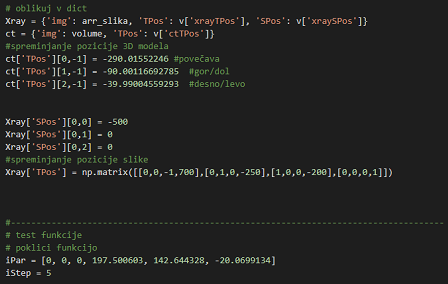 # oblikuj v dict
Xray = {'img': arr_slika, 'TPos': v['xrayTPos'], 'SPos': v['xraySPos']}
ct = {'img': volume, 'TPos': v['ctTPos']}
#spreminjanje pozicije 3D modela
ct['TPos'][0,-1] = -290.01552246 #povečava
ct['TPos'][1,-1] = -90.00116692785  #gor/dol
ct['TPos'][2,-1] = -39.99004559293  #desno/levo
Xray['SPos'][0,0] = -500
Xray['SPos'][0,1] = 0
Xray['SPos'][0,2] = 0
#spreminjanje pozicije slike
Xray['TPos'] = np.matrix([[0,0,-1,700],[0,1,0,-250],[1,0,0,-200],[0,0,0,1]])
#------------------------------------------------------------------------------------
# test funkcije
# poklici funkcijo
iPar = [0, 0, 0, 197.500603, 142.644328, -20.0699134]
iStep = 5